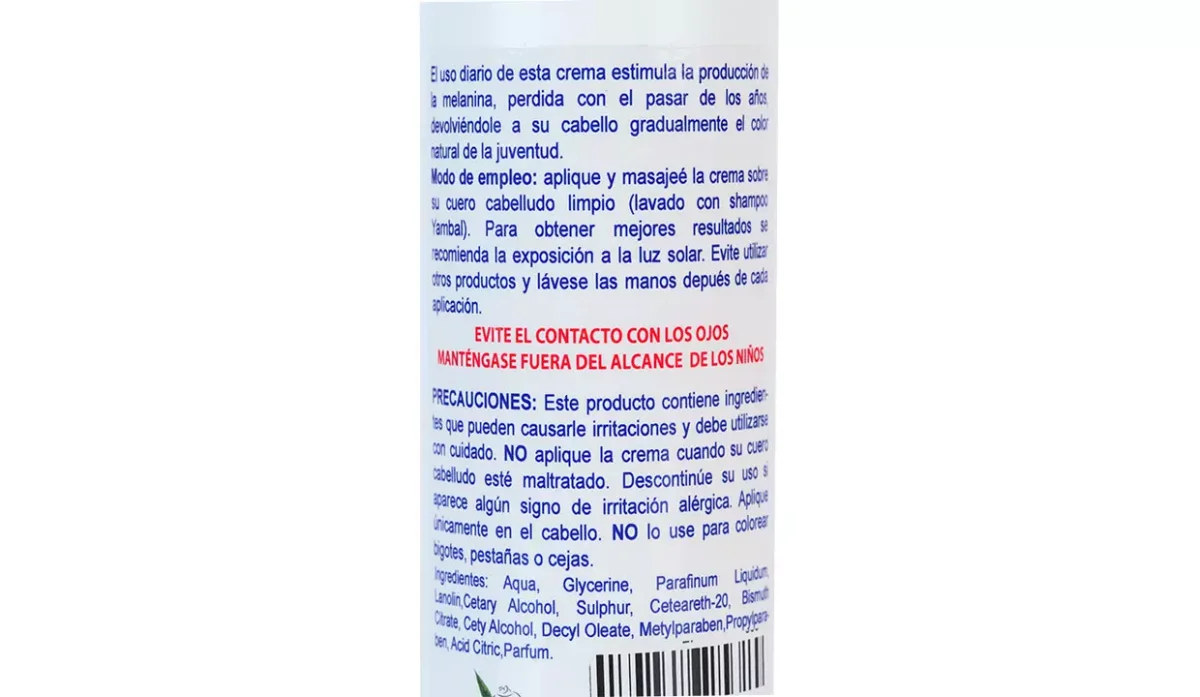 El uso diario de esta crema estimula la producción de
la melanina, perdida con el pasar de los años,
devolviéndole a su cabello gradualmente el color
natural de la juventud.
Modo de empleo: aplique y masajeé la crema sobre
su cuero cabelludo limpio (lavado con shampoo
Yambal). Para obtener mejores resultados se
recomienda la exposición a la luz solar. Evite utilizar
otros productos y lávese las manos depués de cada
aplicación.
EVITE EL CONTACTO CON LOS OJOS
MANTÉNGASE FUERA DEL ALCANCE DE LOS NIÑOS
PRECAUCIONES: Este producto contiene ingredien-
tes que pueden causarle irritaciones y debe utilizarse
con cuidado. NO aplique la crema cuando su cuero
cabelludo esté maltratado. Descontinúe su uso si
aparece algún signo de irritación alérgica. Aplique
únicamente en el cabello. NO lo use para colorear
bigotes, pestañas o cejas.
Ingredientes: Aqua, Glycerine, Parafinum Liquidum,
Lanolin,Cetary Alcohol, Sulphur, Ceteareth-20, Bismuth
Citrate, Cety Alcohol, Decyl Oleate, Metylparaben,Propylpara-
ben, Acid Citric,Parfum.